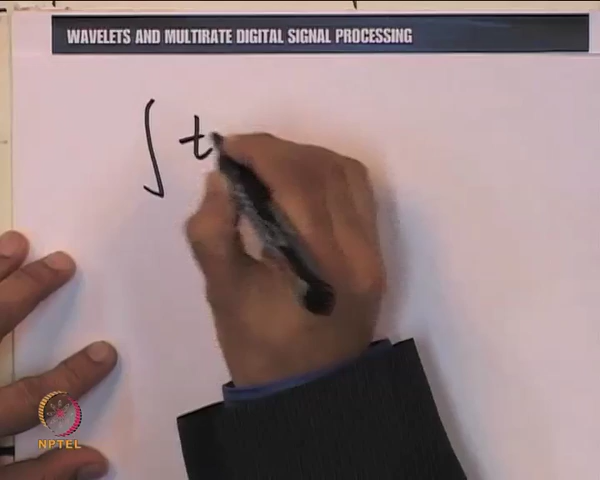 WAVELETS AND MULTIRATE DIGITAL SIGNAL PROCESSING
∫ t
NPTEL